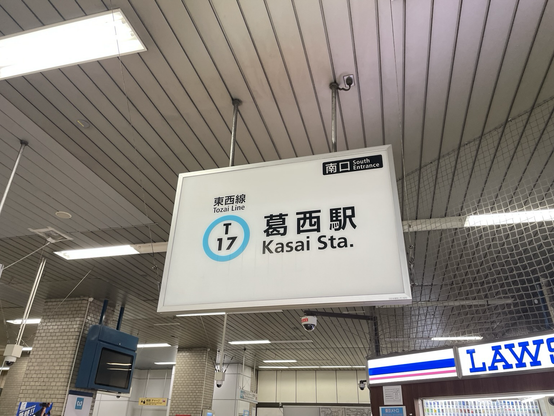 南口 South
Entrance
東西線
Tozai Line
T
17
葛西駅
Kasai Sta.
LAWS